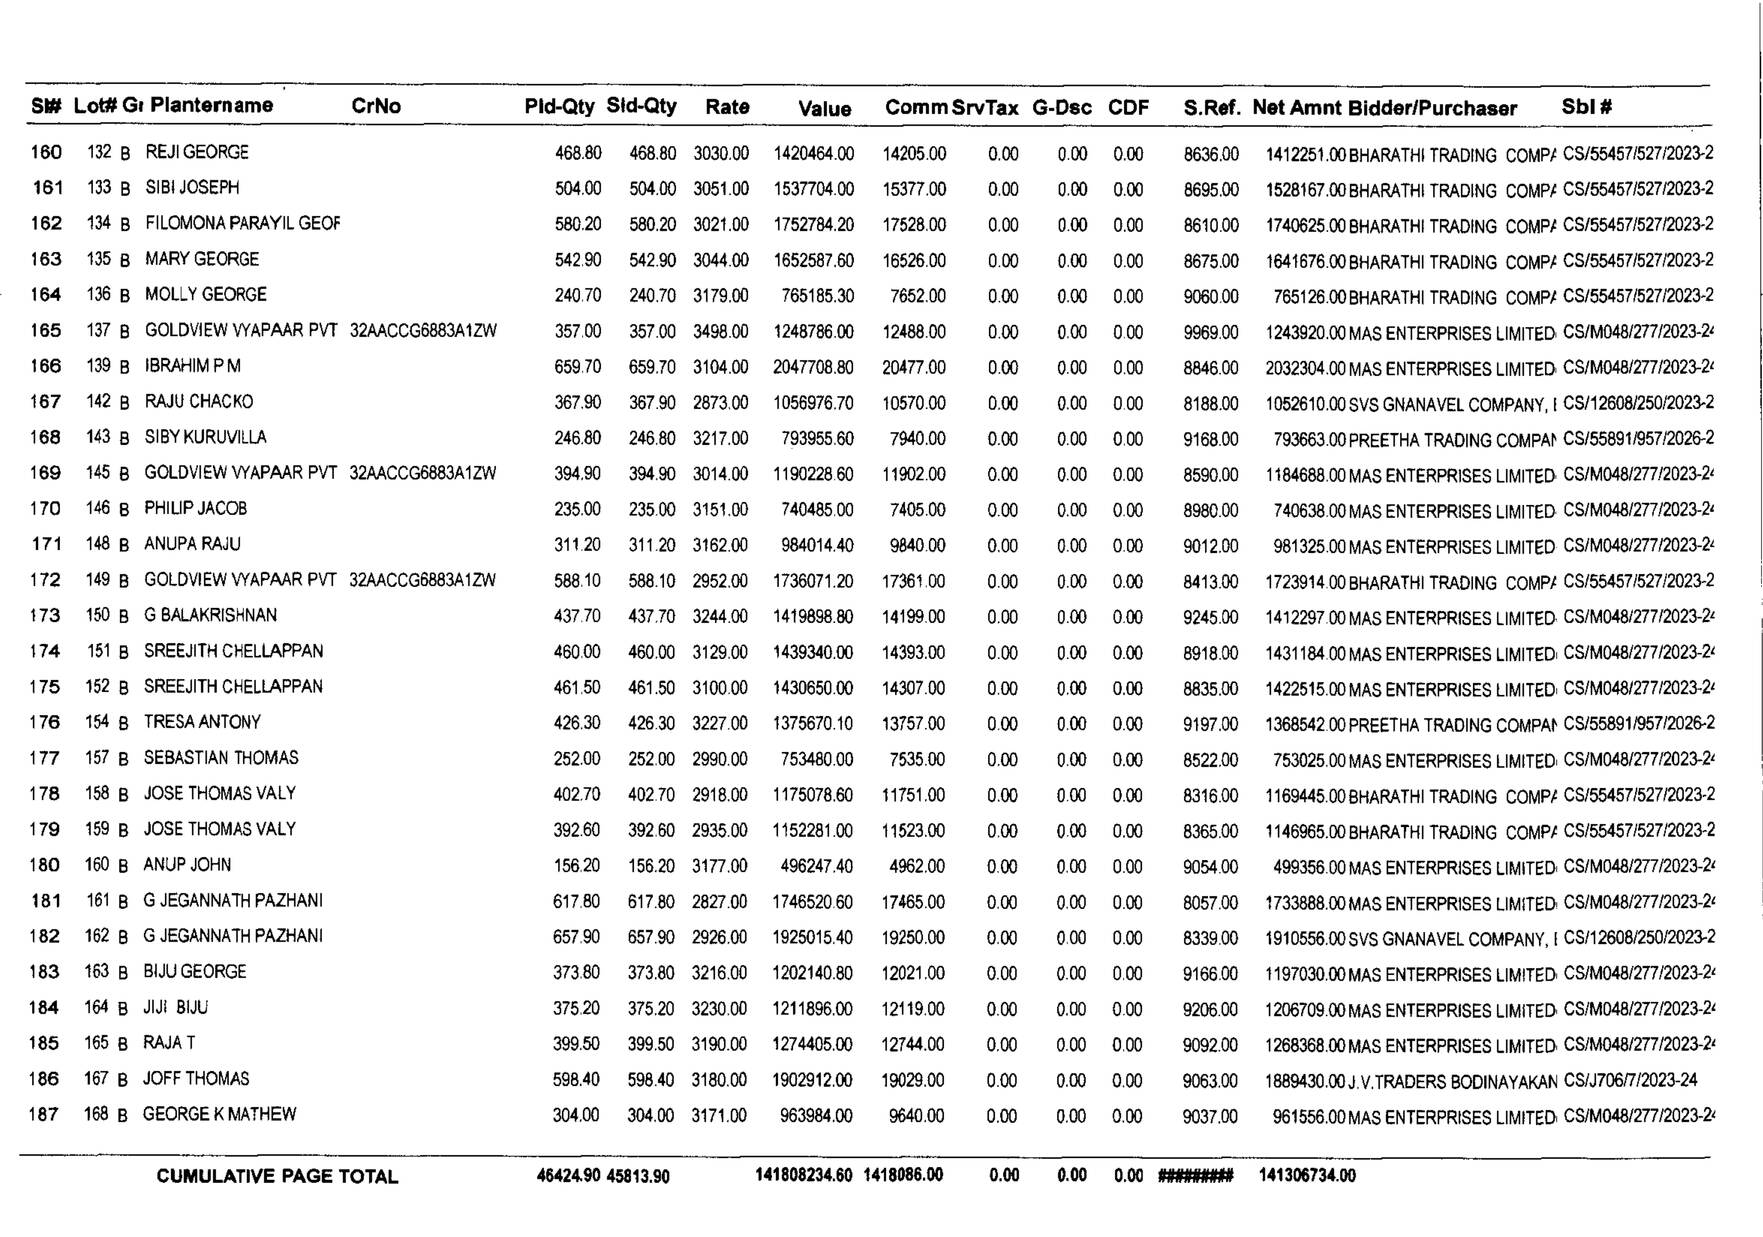 Sl# Lot# Gr Plantername CrNo Pld-Qty Sld-Qty Rate Value Comm SrvTax G-Dsc CDF S.Ref. Net Amnt Bidder/Purchaser Sbl #
160 132 B REJI GEORGE 468.80 468.80 3030.00 1420464.00 14205.00 0.00 0.00 0.00 8636.00 1412251.00 BHARATHI TRADING COMPA CS/55457/527/2023-2
161 133 B SIBI JOSEPH 504.00 504.00 3051.00 1537704.00 15377.00 0.00 0.00 0.00 8695.00 1528167.00 BHARATHI TRADING COMPA CS/55457/527/2023-2
162 134 B FILOMONA PARAYIL GEOF 580.20 580.20 3021.00 1752784.20 17528.00 0.00 0.00 0.00 8610.00 1740625.00 BHARATHI TRADING COMPA CS/55457/527/2023-2
163 135 B MARY GEORGE 542.90 542.90 3044.00 1652587.60 16526.00 0.00 0.00 0.00 8675.00 1641676.00 BHARATHI TRADING COMPA CS/55457/527/2023-2
164 136 B MOLLY GEORGE 240.70 240.70 3179.00 765185.30 7652.00 0.00 0.00 0.00 9060.00 765126.00 BHARATHI TRADING COMPA CS/55457/527/2023-2
165 137 B GOLDVIEW VYAPAAR PVT 32AACCG6883A1ZW 357.00 357.00 3498.00 1248786.00 12488.00 0.00 0.00 0.00 9969.00 1243920.00 MAS ENTERPRISES LIMITED CS/M048/277/2023-24
166 139 B IBRAHIM P M 659.70 659.70 3104.00 2047708.80 20477.00 0.00 0.00 0.00 8846.00 2032304.00 MAS ENTERPRISES LIMITED CS/M048/277/2023-24
167 142 B RAJU CHACKO 367.90 367.90 2873.00 1056976.70 10570.00 0.00 0.00 0.00 8188.00 1052610.00 SVS GNANAVEL COMPANY, CS/12608/250/2023-2
168 143 B SIBY KURUVILLA 246.80 246.80 3217.00 793955.60 7940.00 0.00 0.00 0.00 9168.00 793663.00 PREETHA TRADING COMPAN CS/55891/957/2026-2
169 145 B GOLDVIEW VYAPAAR PVT 32AACCG6883A1ZW 394.90 394.90 3014.00 1190228.60 11902.00 0.00 0.00 0.00 8590.00 1184688.00 MAS ENTERPRISES LIMITED CS/M048/277/2023-24
170 146 B PHILIP JACOB 235.00 235.00 3151.00 740485.00 7405.00 0.00 0.00 0.00 8980.00 740638.00 MAS ENTERPRISES LIMITED CS/M048/277/2023-24
171 148 B ANUPA RAJU 311.20 311.20 3162.00 984014.40 9840.00 0.00 0.00 0.00 9012.00 981325.00 MAS ENTERPRISES LIMITED CS/M048/277/2023-24
172 149 B GOLDVIEW VYAPAAR PVT 32AACCG6883A1ZW 588.10 588.10 2952.00 1736071.20 17361.00 0.00 0.00 0.00 8413.00 1723914.00 BHARATHI TRADING COMPA CS/55457/527/2023-2
173 150 B G BALAKRISHNAN 437.70 437.70 3244.00 1419898.80 14199.00 0.00 0.00 0.00 9245.00 1412297.00 MAS ENTERPRISES LIMITED CS/M048/277/2023-24
174 151 B SREEJITH CHELLAPPAN 460.00 460.00 3129.00 1439340.00 14393.00 0.00 0.00 0.00 8918.00 1431184.00 MAS ENTERPRISES LIMITED CS/M048/277/2023-24
175 152 B SREEJITH CHELLAPPAN 461.50 461.50 3100.00 1430650.00 14307.00 0.00 0.00 0.00 8835.00 1422515.00 MAS ENTERPRISES LIMITED CS/M048/277/2023-24
176 154 B TRESA ANTONY 426.30 426.30 3227.00 1375670.10 13757.00 0.00 0.00 0.00 9197.00 1368542.00 PREETHA TRADING COMPAN CS/55891/957/2026-2
177 157 B SEBASTIAN THOMAS 252.00 252.00 2990.00 753480.00 7535.00 0.00 0.00 0.00 8522.00 753025.00 MAS ENTERPRISES LIMITED CS/M048/277/2023-24
178 158 B JOSE THOMAS VALY 402.70 402.70 2918.00 1175078.60 11751.00 0.00 0.00 0.00 8316.00 1169445.00 BHARATHI TRADING COMPA CS/55457/527/2023-2
179 159 B JOSE THOMAS VALY 392.60 392.60 2935.00 1152281.00 11523.00 0.00 0.00 0.00 8365.00 1146965.00 BHARATHI TRADING COMPA CS/55457/527/2023-2
180 160 B ANUP JOHN 156.20 156.20 3177.00 496247.40 4962.00 0.00 0.00 0.00 9054.00 499356.00 MAS ENTERPRISES LIMITED CS/M048/277/2023-24
181 161 B G JEGANNATH PAZHANI 617.80 617.80 2827.00 1746520.60 17465.00 0.00 0.00 0.00 8057.00 1733888.00 MAS ENTERPRISES LIMITED CS/M048/277/2023-24
182 162 B G JEGANNATH PAZHANI 657.90 657.90 2926.00 1925015.40 19250.00 0.00 0.00 0.00 8339.00 1910556.00 SVS GNANAVEL COMPANY, CS/12608/250/2023-2
183 163 B BIJU GEORGE 373.80 373.80 3216.00 1202140.80 12021.00 0.00 0.00 0.00 9166.00 1197030.00 MAS ENTERPRISES LIMITED CS/M048/277/2023-24
184 164 B JIJI BIJU 375.20 375.20 3230.00 1211896.00 12119.00 0.00 0.00 0.00 9206.00 1206709.00 MAS ENTERPRISES LIMITED CS/M048/277/2023-24
185 165 B RAJA T 399.50 399.50 3190.00 1274405.00 12744.00 0.00 0.00 0.00 9092.00 1268368.00 MAS ENTERPRISES LIMITED CS/M048/277/2023-24
186 167 B JOFF THOMAS 598.40 598.40 3180.00 1902912.00 19029.00 0.00 0.00 0.00 9063.00 1889430.00 J.V.TRADERS BODINAYAKAN CS/J706/7/2023-24
187 168 B GEORGE K MATHEW 304.00 304.00 3171.00 963984.00 9640.00 0.00 0.00 0.00 9037.00 961556.00 MAS ENTERPRISES LIMITED CS/M048/277/2023-24
CUMULATIVE PAGE TOTAL 46424.90 45813.90 141808234.60 1418086.00 0.00 0.00 0.00 ######### 141306734.00